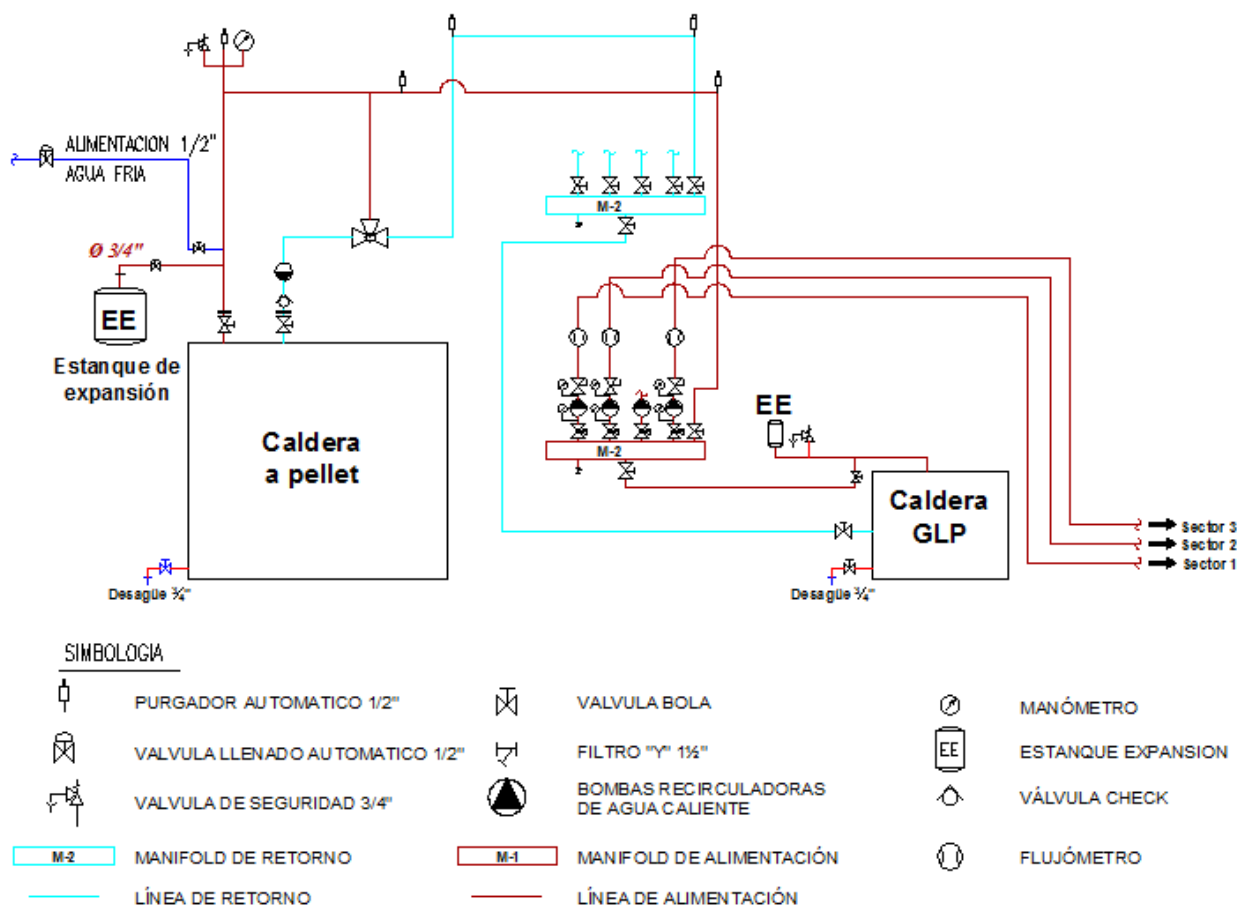 ALIMENTACION 1/2"
AGUA FRIA
Ø 3/4"
EE
Estanque de
expansión
Caldera
a pellet
Desagüe ¾"
M-2
M-2
EE
Caldera
GLP
Desagüe ¾"
Sector 3
Sector 2
Sector 1
SIMBOLOGIA
PURGADOR AUTOMATICO 1/2"
VALVULA BOLA
MANÓMETRO
VALVULA LLENADO AUTOMATICO 1/2"
FILTRO "Y" 1½"
EE
ESTANQUE EXPANSION
VALVULA DE SEGURIDAD 3/4"
BOMBAS RECIRCULADORAS
DE AGUA CALIENTE
VÁLVULA CHECK
M-2
MANIFOLD DE RETORNO
M-1
MANIFOLD DE ALIMENTACIÓN
FLUJÓMETRO
LÍNEA DE RETORNO
LÍNEA DE ALIMENTACIÓN